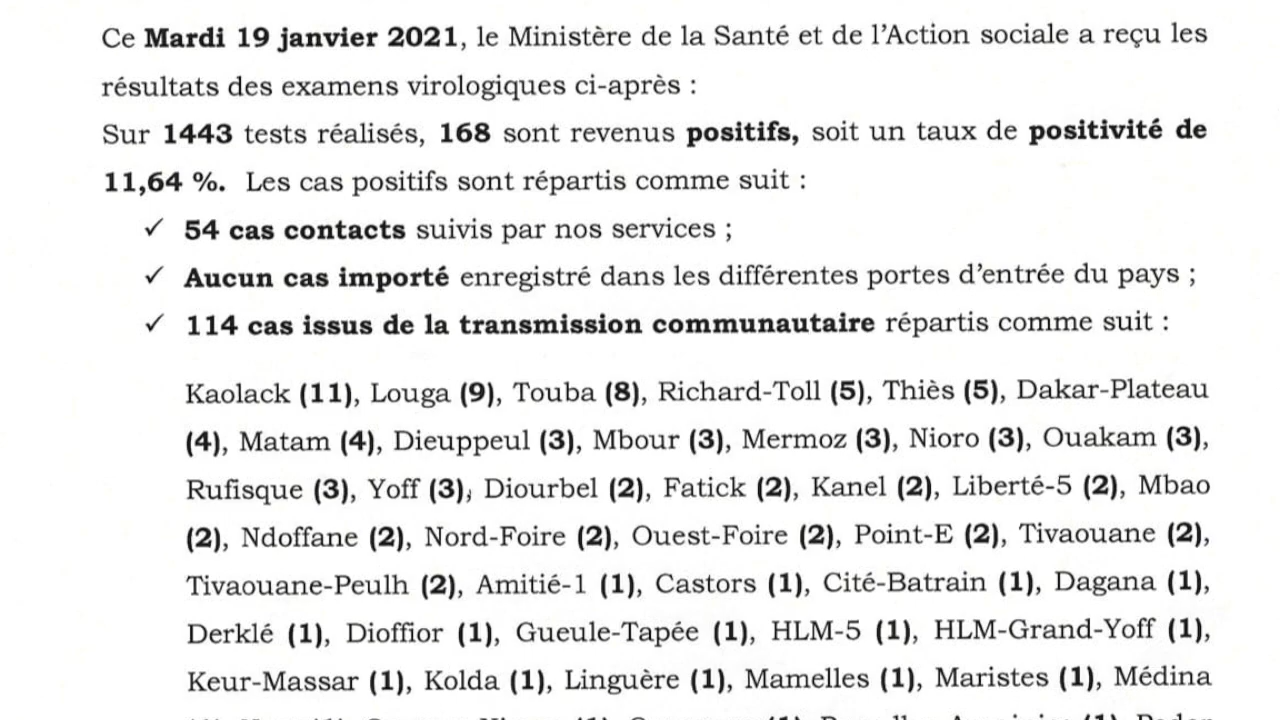 Ce Mardi 19 janvier 2021, le Ministère de la Santé et de l'Action sociale a reçu les
résultats des examens virologiques ci-après :
Sur 1443 tests réalisés, 168 sont revenus positifs, soit un taux de positivité de
11,64 %. Les cas positifs sont répartis comme suit :
✓ 54 cas contacts suivis par nos services ;
✓ Aucun cas importé enregistré dans les différentes portes d'entrée du pays ;
✓ 114 cas issus de la transmission communautaire répartis comme suit :
Kaolack (11), Louga (9), Touba (8), Richard-Toll (5), Thiès (5), Dakar-Plateau
(4), Matam (4), Dieuppeul (3), Mbour (3), Mermoz (3), Nioro (3), Ouakam (3),
Rufisque (3), Yoff (3), Diourbel (2), Fatick (2), Kanel (2), Liberté-5 (2), Mbao
(2), Ndoffane (2), Nord-Foire (2), Ouest-Foire (2), Point-E (2), Tivaouane (2),
Tivaouane-Peulh (2), Amitié-1 (1), Castors (1), Cité-Batrain (1), Dagana (1),
Derklé (1), Dioffior (1), Gueule-Tapée (1), HLM-5 (1), HLM-Grand-Yoff (1),
Keur-Massar (1), Kolda (1), Linguère (1), Mamelles (1), Maristes (1), Médina